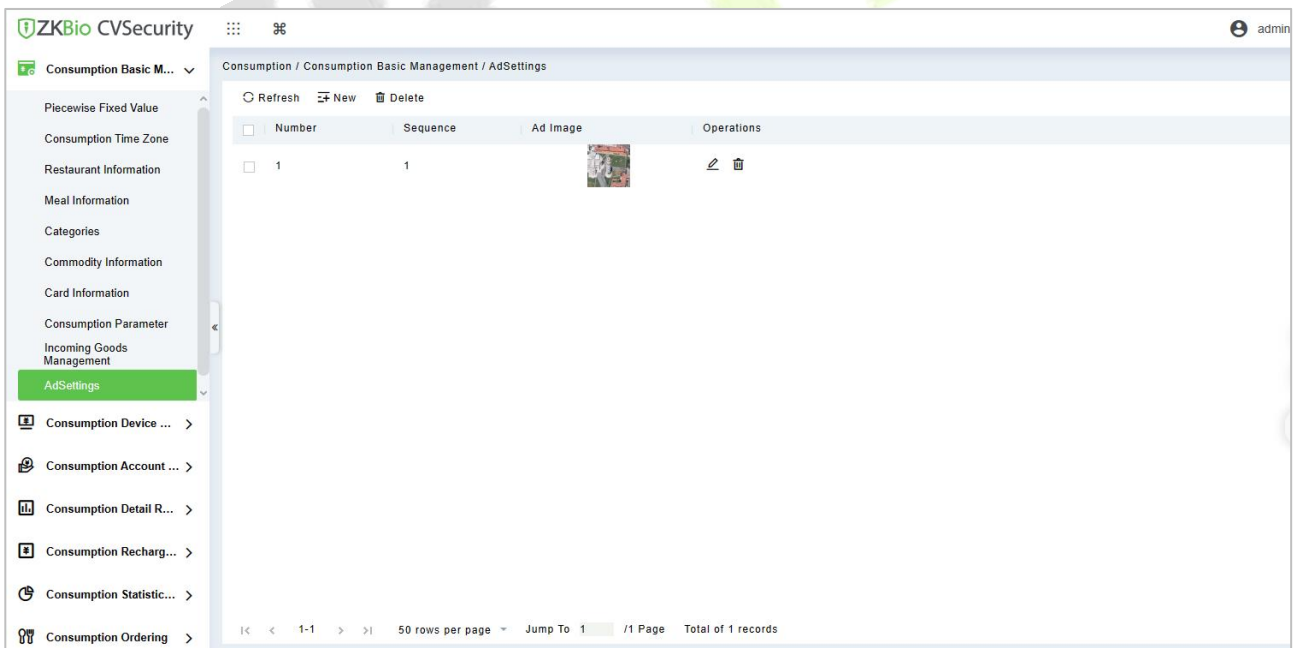 ZKBio CVSecurity
admin
Consumption Basic M...
Consumption / Consumption Basic Management / AdSettings
Piecewise Fixed Value
Consumption Time Zone
Restaurant Information
Meal Information
Categories
Commodity Information
Card Information
Consumption Parameter
Incoming Goods
Management
AdSettings
Consumption Device ...
Consumption Account ...
Consumption Detail R...
Consumption Recharg...
Consumption Statistic...
Consumption Ordering
Refresh New Delete
Number Sequence Ad Image Operations
1 1
1-1 50 rows per page Jump To 1 /1 Page Total of 1 records